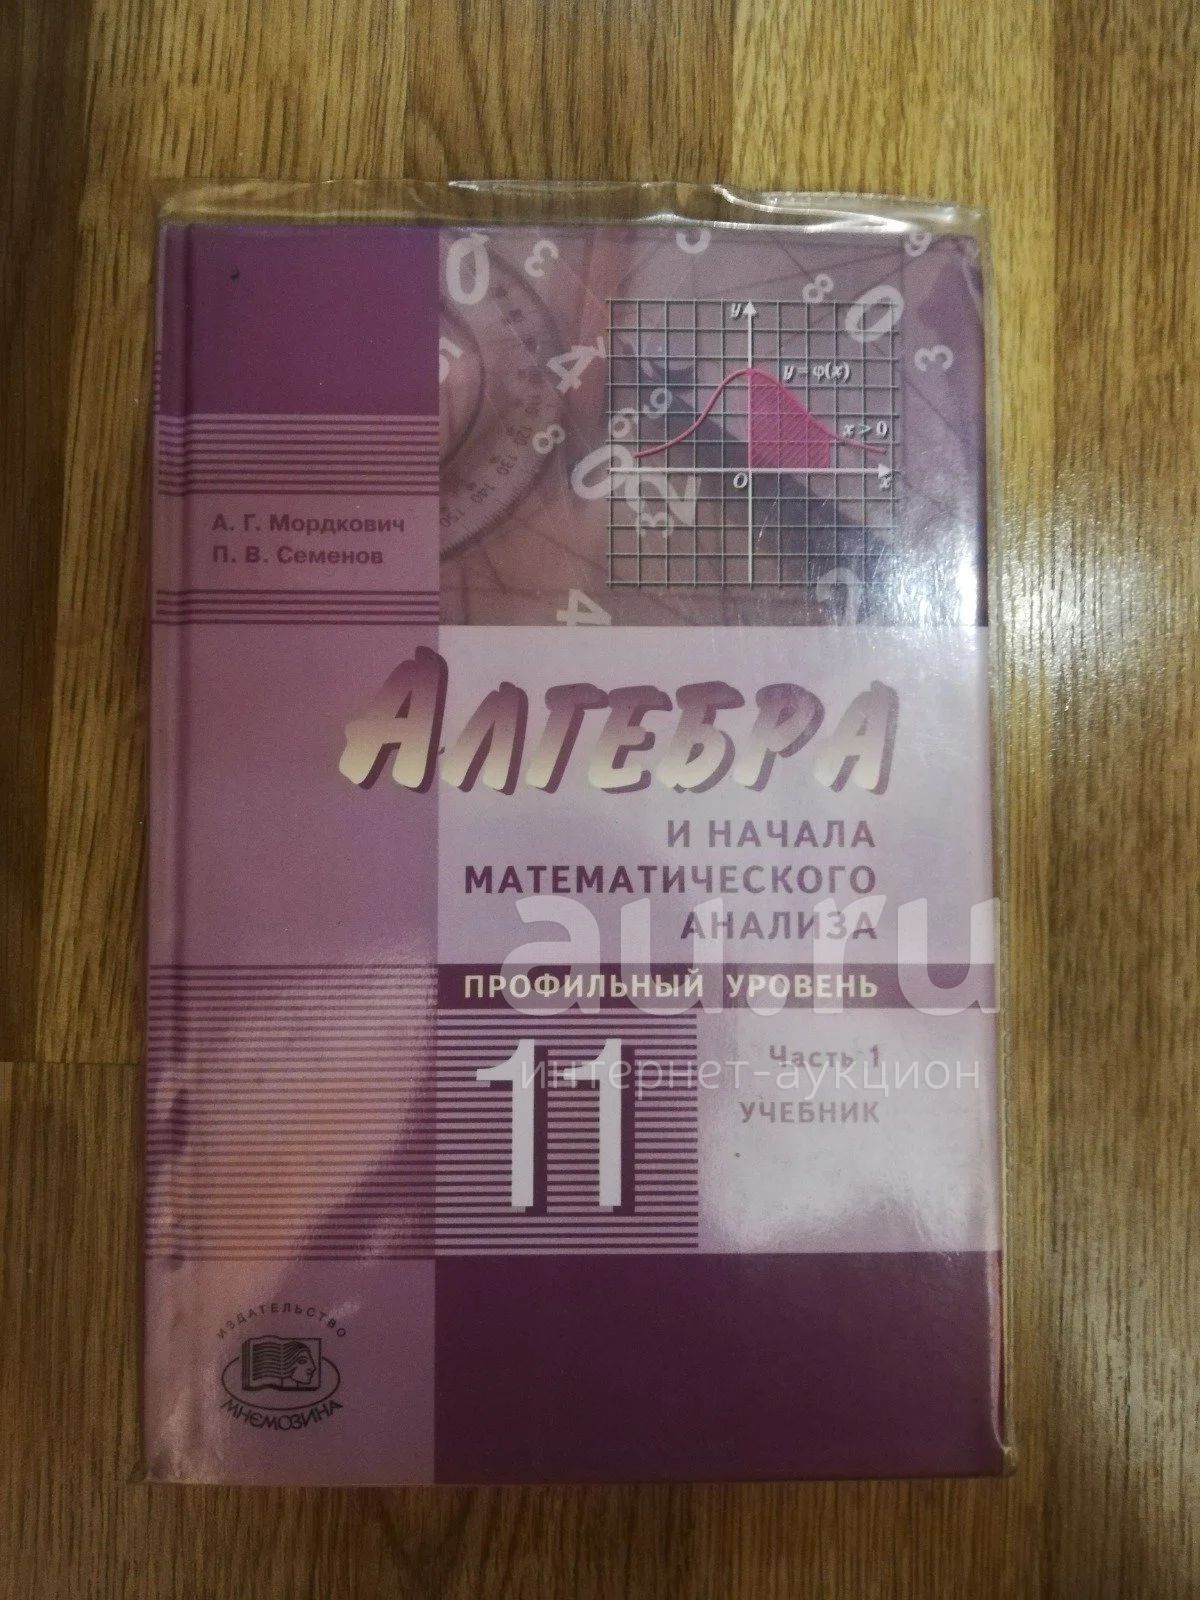 y
y = φ(x)
x > 0
O
x
А. Г. Мордкович
П. В. Семенов
АЛГЕБРА
И НАЧАЛА
МАТЕМАТИЧЕСКОГО
АНАЛИЗА
au.ru
ПРОФИЛЬНЫЙ УРОВЕНЬ
11
Часть 1
интернет-аукцион
УЧЕБНИК
ИЗДАТЕЛЬСТВО
МНЕМОЗИНА